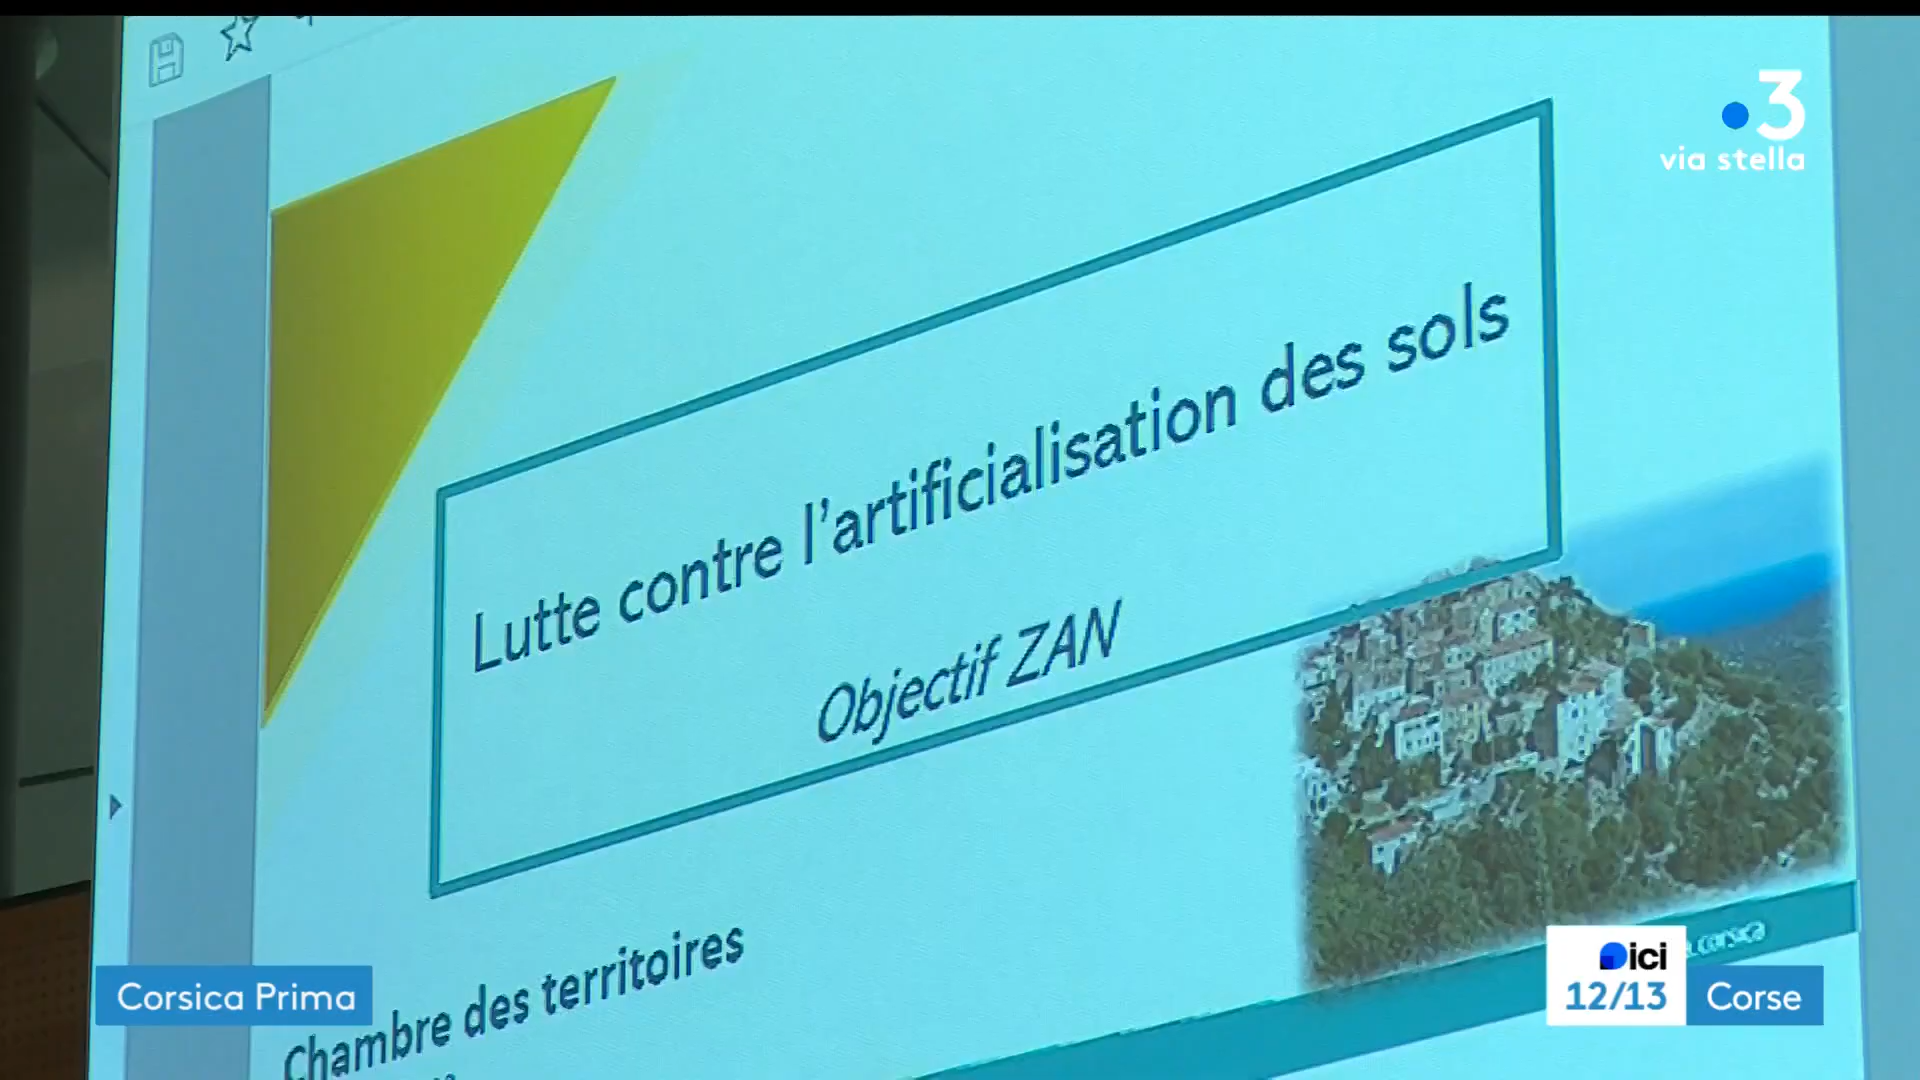 3
via stella
Lutte contre l'artificialisation des sols
Objectif ZAN
Chambre des territoires
corsica
Corsica Prima
ici
12/13
Corse